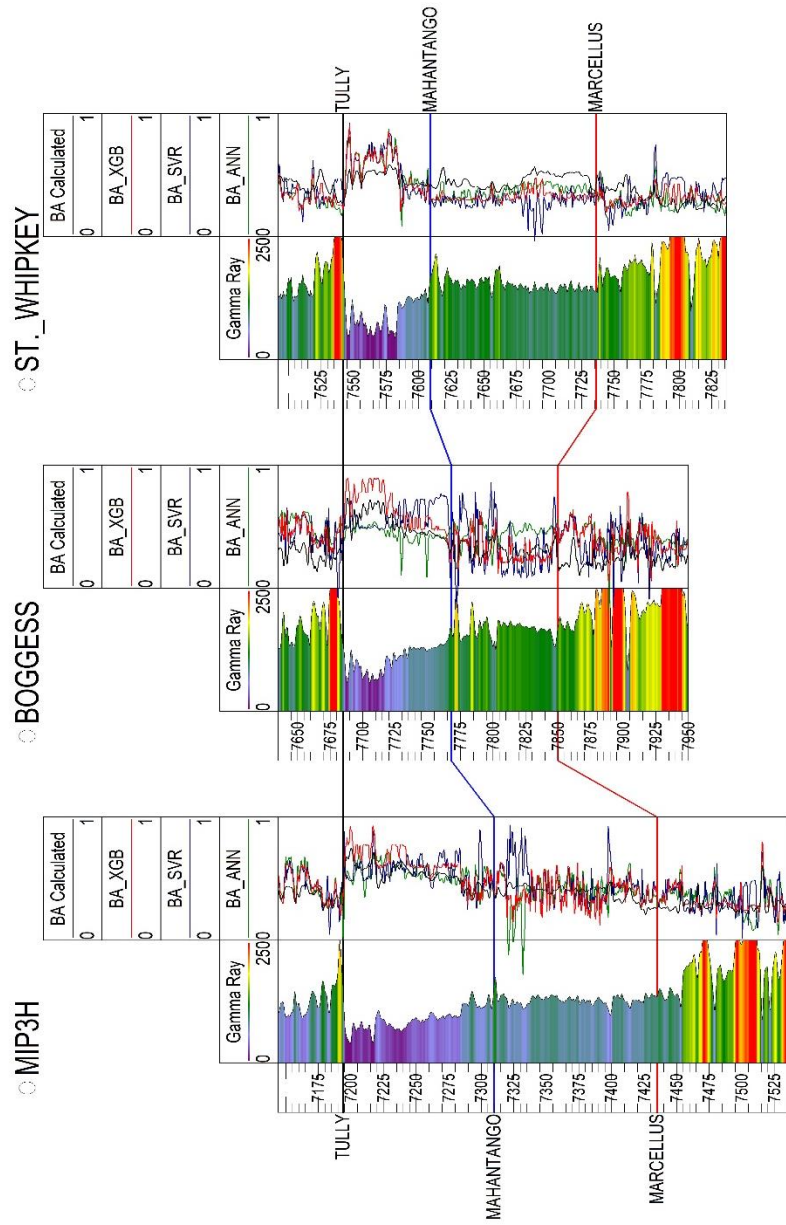 MIP3H
BA Calculated
0 1
BA_XGB
0 1
BA_SVR
0 1
Gamma Ray
0 2500
BA_ANN
0 1
7175
7200
7225
7250
7275
7300
7325
7350
7375
7400
7425
7450
7475
7500
7525
TULLY
MAHANTANGO
MARCELLUS
BOGGESS
BA Calculated
0 1
BA_XGB
0 1
BA_SVR
0 1
Gamma Ray
0 2500
BA_ANN
0 1
7650
7675
7700
7725
7750
7775
7800
7825
7850
7875
7900
7925
7950
ST._WHIPKEY
BA Calculated
0 1
BA_XGB
0 1
BA_SVR
0 1
Gamma Ray
0 2500
BA_ANN
0 1
7525
7550
7575
7600
7625
7650
7675
7700
7725
7750
7775
7800
7825
TULLY
MAHANTANGO
MARCELLUS